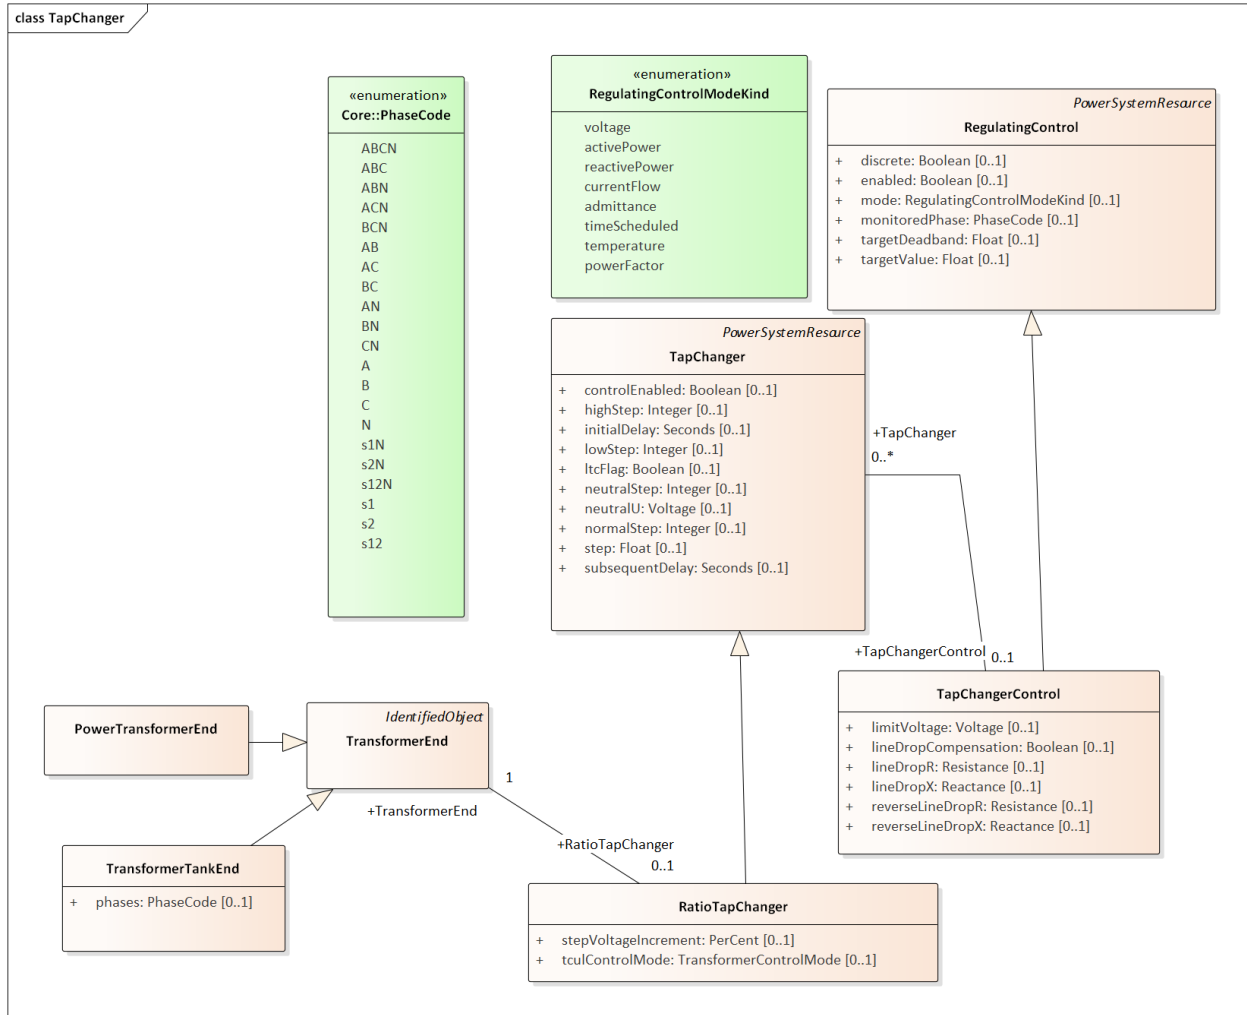 class TapChanger
«enumeration»
Core::PhaseCode
ABCN
ABC
ABN
ACN
BCN
AB
AC
BC
AN
BN
CN
A
B
C
N
s1N
s2N
s12N
s1
s2
s12
«enumeration»
RegulatingControlModeKind
voltage
activePower
reactivePower
currentFlow
admittance
timeScheduled
temperature
powerFactor
PowerSystemResource
RegulatingControl
+ discrete: Boolean [0..1]
+ enabled: Boolean [0..1]
+ mode: RegulatingControlModeKind [0..1]
+ monitoredPhase: PhaseCode [0..1]
+ targetDeadband: Float [0..1]
+ targetValue: Float [0..1]
PowerSystemResource
TapChanger
+ controlEnabled: Boolean [0..1]
+ highStep: Integer [0..1]
+ initialDelay: Seconds [0..1]
+ lowStep: Integer [0..1]
+ ltcFlag: Boolean [0..1]
+ neutralStep: Integer [0..1]
+ neutralU: Voltage [0..1]
+ normalStep: Integer [0..1]
+ step: Float [0..1]
+ subsequentDelay: Seconds [0..1]
+TapChanger
0..*
+TapChangerControl
0..1
TapChangerControl
+ limitVoltage: Voltage [0..1]
+ lineDropCompensation: Boolean [0..1]
+ lineDropR: Resistance [0..1]
+ lineDropX: Reactance [0..1]
+ reverseLineDropR: Resistance [0..1]
+ reverseLineDropX: Reactance [0..1]
PowerTransformerEnd
IdentifiedObject
TransformerEnd
1
+TransformerEnd
+RatioTapChanger
0..1
TransformerTankEnd
+ phases: PhaseCode [0..1]
RatioTapChanger
+ stepVoltageIncrement: PerCent [0..1]
+ tculControlMode: TransformerControlMode [0..1]